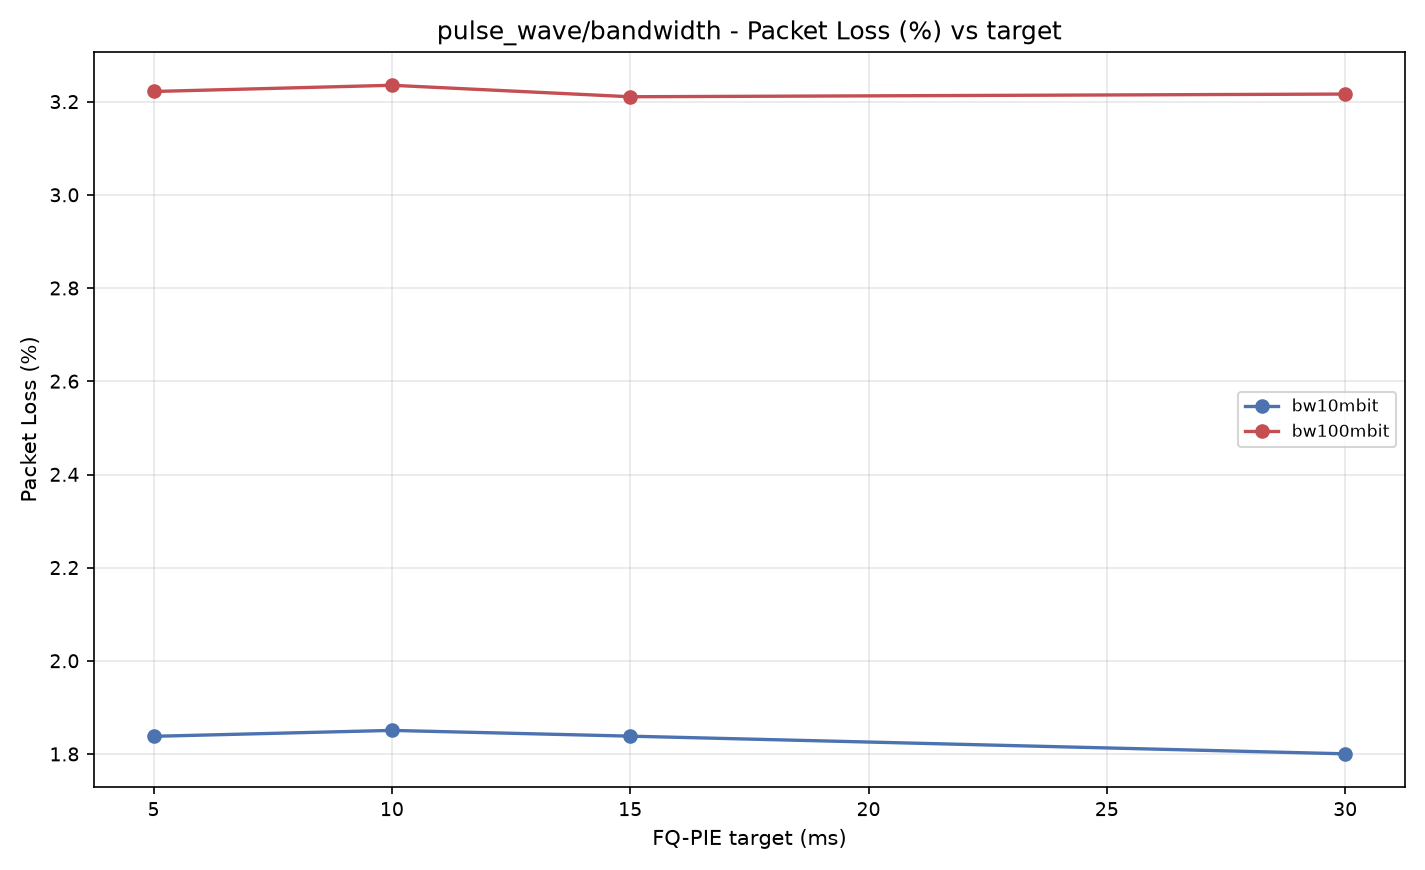 pulse_wave/bandwidth - Packet Loss (%) vs target
Packet Loss (%)
3.2
3.0
2.8
2.6
2.4
2.2
2.0
1.8
bw10mbit
bw100mbit
5 10 15 20 25 30
FQ-PIE target (ms)